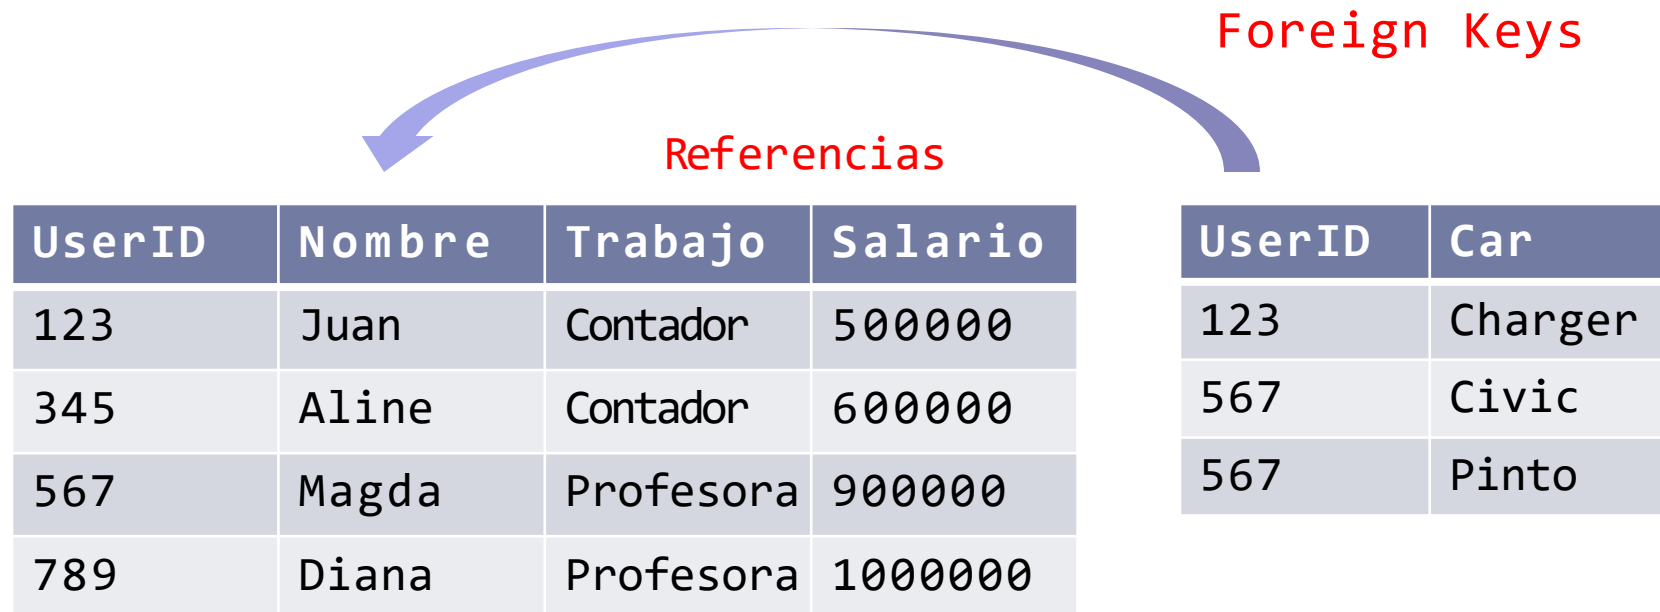 Foreign Keys
Referencias
UserID Nombre Trabajo Salario
123 Juan Contador 500000
345 Aline Contador 600000
567 Magda Profesora 900000
789 Diana Profesora 1000000
UserID Car
123 Charger
567 Civic
567 Pinto